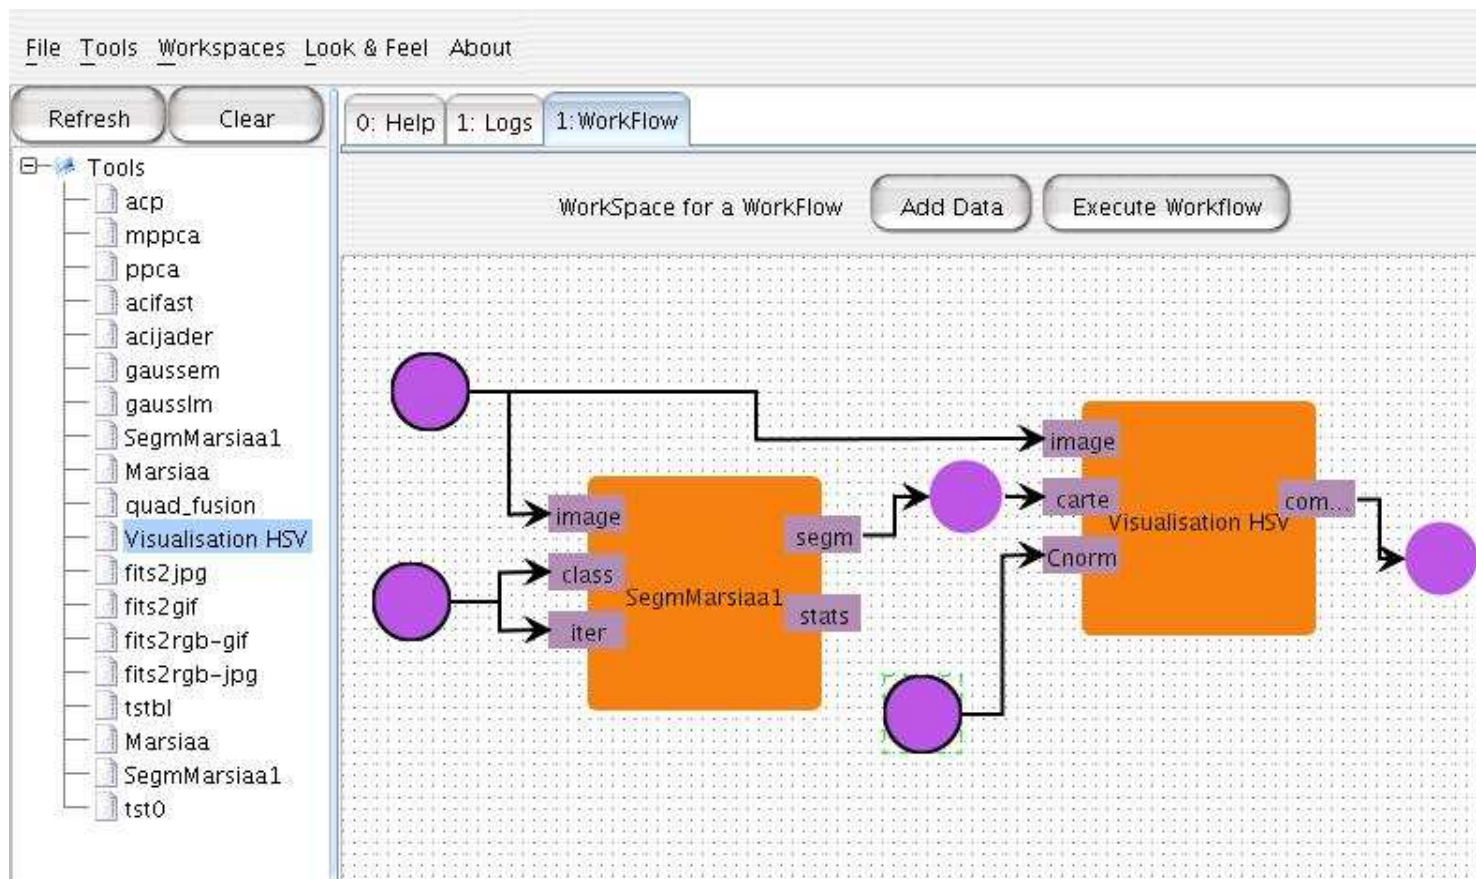 File Tools Workspaces Look & Feel About
Refresh Clear
0: Help 1: Logs 1:WorkFlow
Tools
acp
mppca
ppca
acifast
acijader
gaussem
gausslm
SegmMarsiaa1
Marsiaa
quad_fusion
Visualisation HSV
fits2jpg
fits2gif
fits2rgb-gif
fits2rgb-jpg
tstbl
Marsiaa
SegmMarsiaa1
tst0
WorkSpace for a WorkFlow Add Data Execute Workflow
image
class
iter
SegmMarsiaa1
segm
stats
image
carte
Cnorm
Visualisation HSV
com...